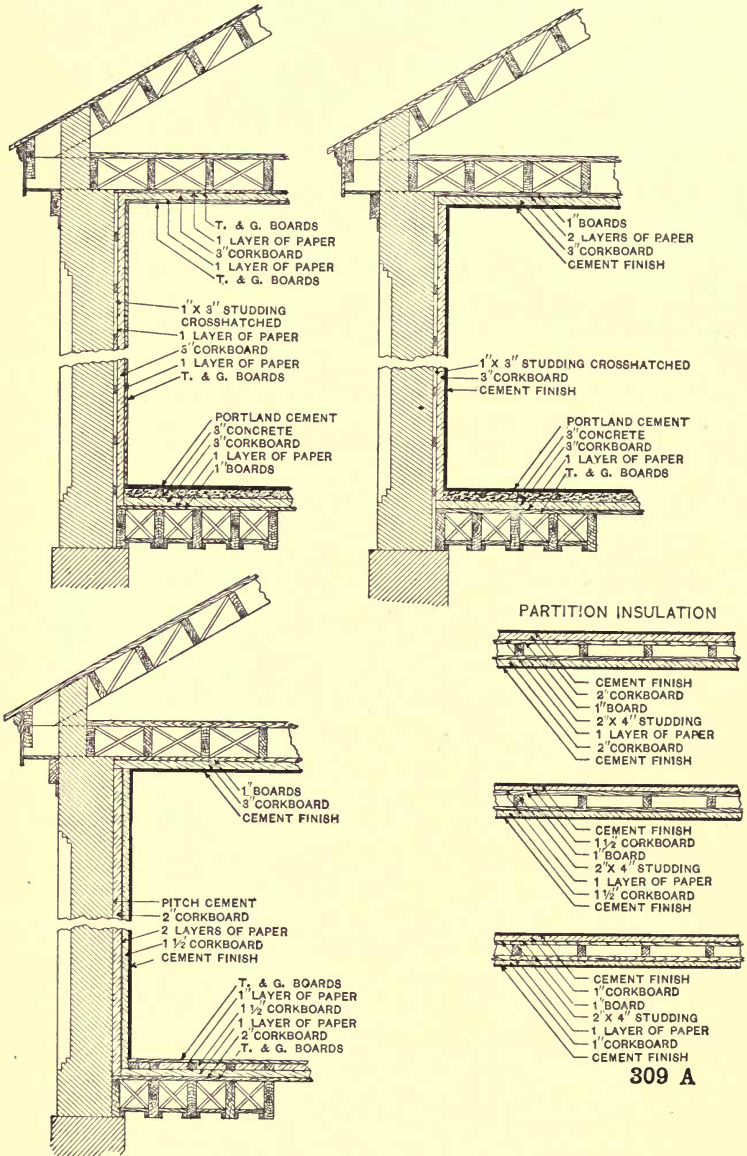 T. & G. BOARDS
1 LAYER OF PAPER
3" CORKBOARD
1 LAYER OF PAPER
T. & G. BOARDS
1" X 3" STUDDING
CROSSHATCHED
1 LAYER OF PAPER
3" CORKBOARD
1 LAYER OF PAPER
T. & G. BOARDS
PORTLAND CEMENT
3" CONCRETE
3" CORKBOARD
1 LAYER OF PAPER
1" BOARDS
1" BOARDS
2 LAYERS OF PAPER
3" CORKBOARD
CEMENT FINISH
1" X 3" STUDDING CROSSHATCHED
3" CORKBOARD
CEMENT FINISH
PORTLAND CEMENT
3" CONCRETE
3" CORKBOARD
1 LAYER OF PAPER
T. & G. BOARDS
1" BOARDS
3" CORKBOARD
CEMENT FINISH
PITCH CEMENT
2" CORKBOARD
2 LAYERS OF PAPER
1 1/2" CORKBOARD
CEMENT FINISH
T. & G. BOARDS
1" LAYER OF PAPER
1 1/2" CORKBOARD
1 LAYER OF PAPER
2" CORKBOARD
T. & G. BOARDS
PARTITION INSULATION
CEMENT FINISH
2" CORKBOARD
1" BOARD
2" X 4" STUDDING
1 LAYER OF PAPER
2" CORKBOARD
CEMENT FINISH
CEMENT FINISH
1 1/2" CORKBOARD
1" BOARD
2" X 4" STUDDING
1 LAYER OF PAPER
1 1/2" CORKBOARD
CEMENT FINISH
CEMENT FINISH
1" CORKBOARD
1" BOARD
2" X 4" STUDDING
1 LAYER OF PAPER
1" CORKBOARD
CEMENT FINISH
309 A